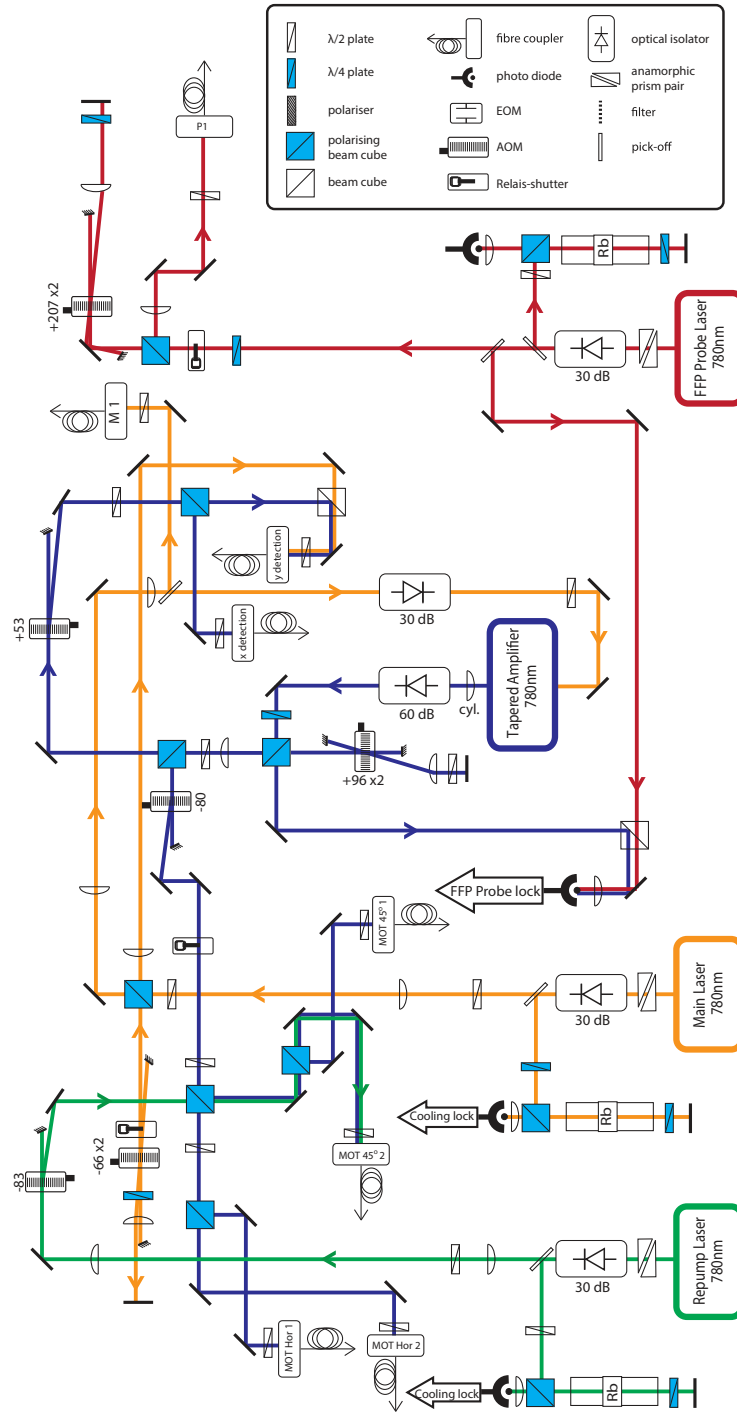 λ/2 plate
λ/4 plate
polariser
polarising
beam cube
beam cube
fibre coupler
photo diode
EOM
AOM
Relais-shutter
optical isolator
anamorphic
prism pair
filter
pick-off
P1
+207 x2
Rb
30 dB
FFP Probe Laser
780nm
M 1
y detection
x detection
+53
30 dB
60 dB
cyl.
Tapered Amplifier
780nm
+96 x2
-80
FFP Probe lock
MOT 45° 1
30 dB
Main Laser
780nm
Cooling lock
Rb
-66 x2
-83
MOT 45° 2
MOT Hor 1
MOT Hor 2
30 dB
Repump Laser
780nm
Cooling lock
Rb